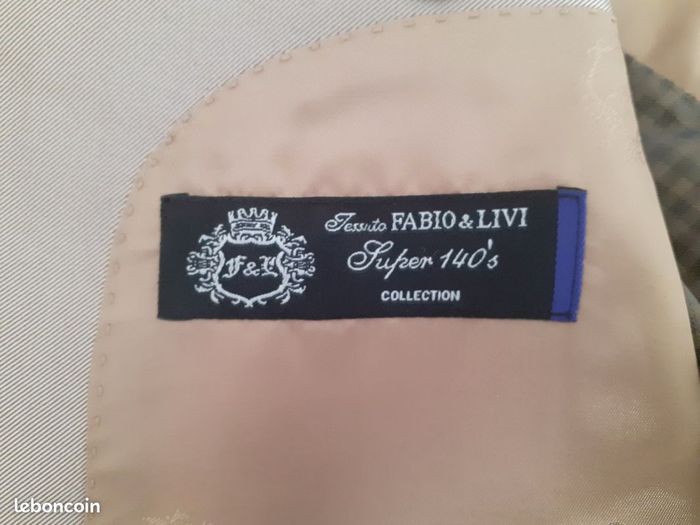 Tessuto FABIO & LIVI
F&L
Super 140's
COLLECTION
leboncoin